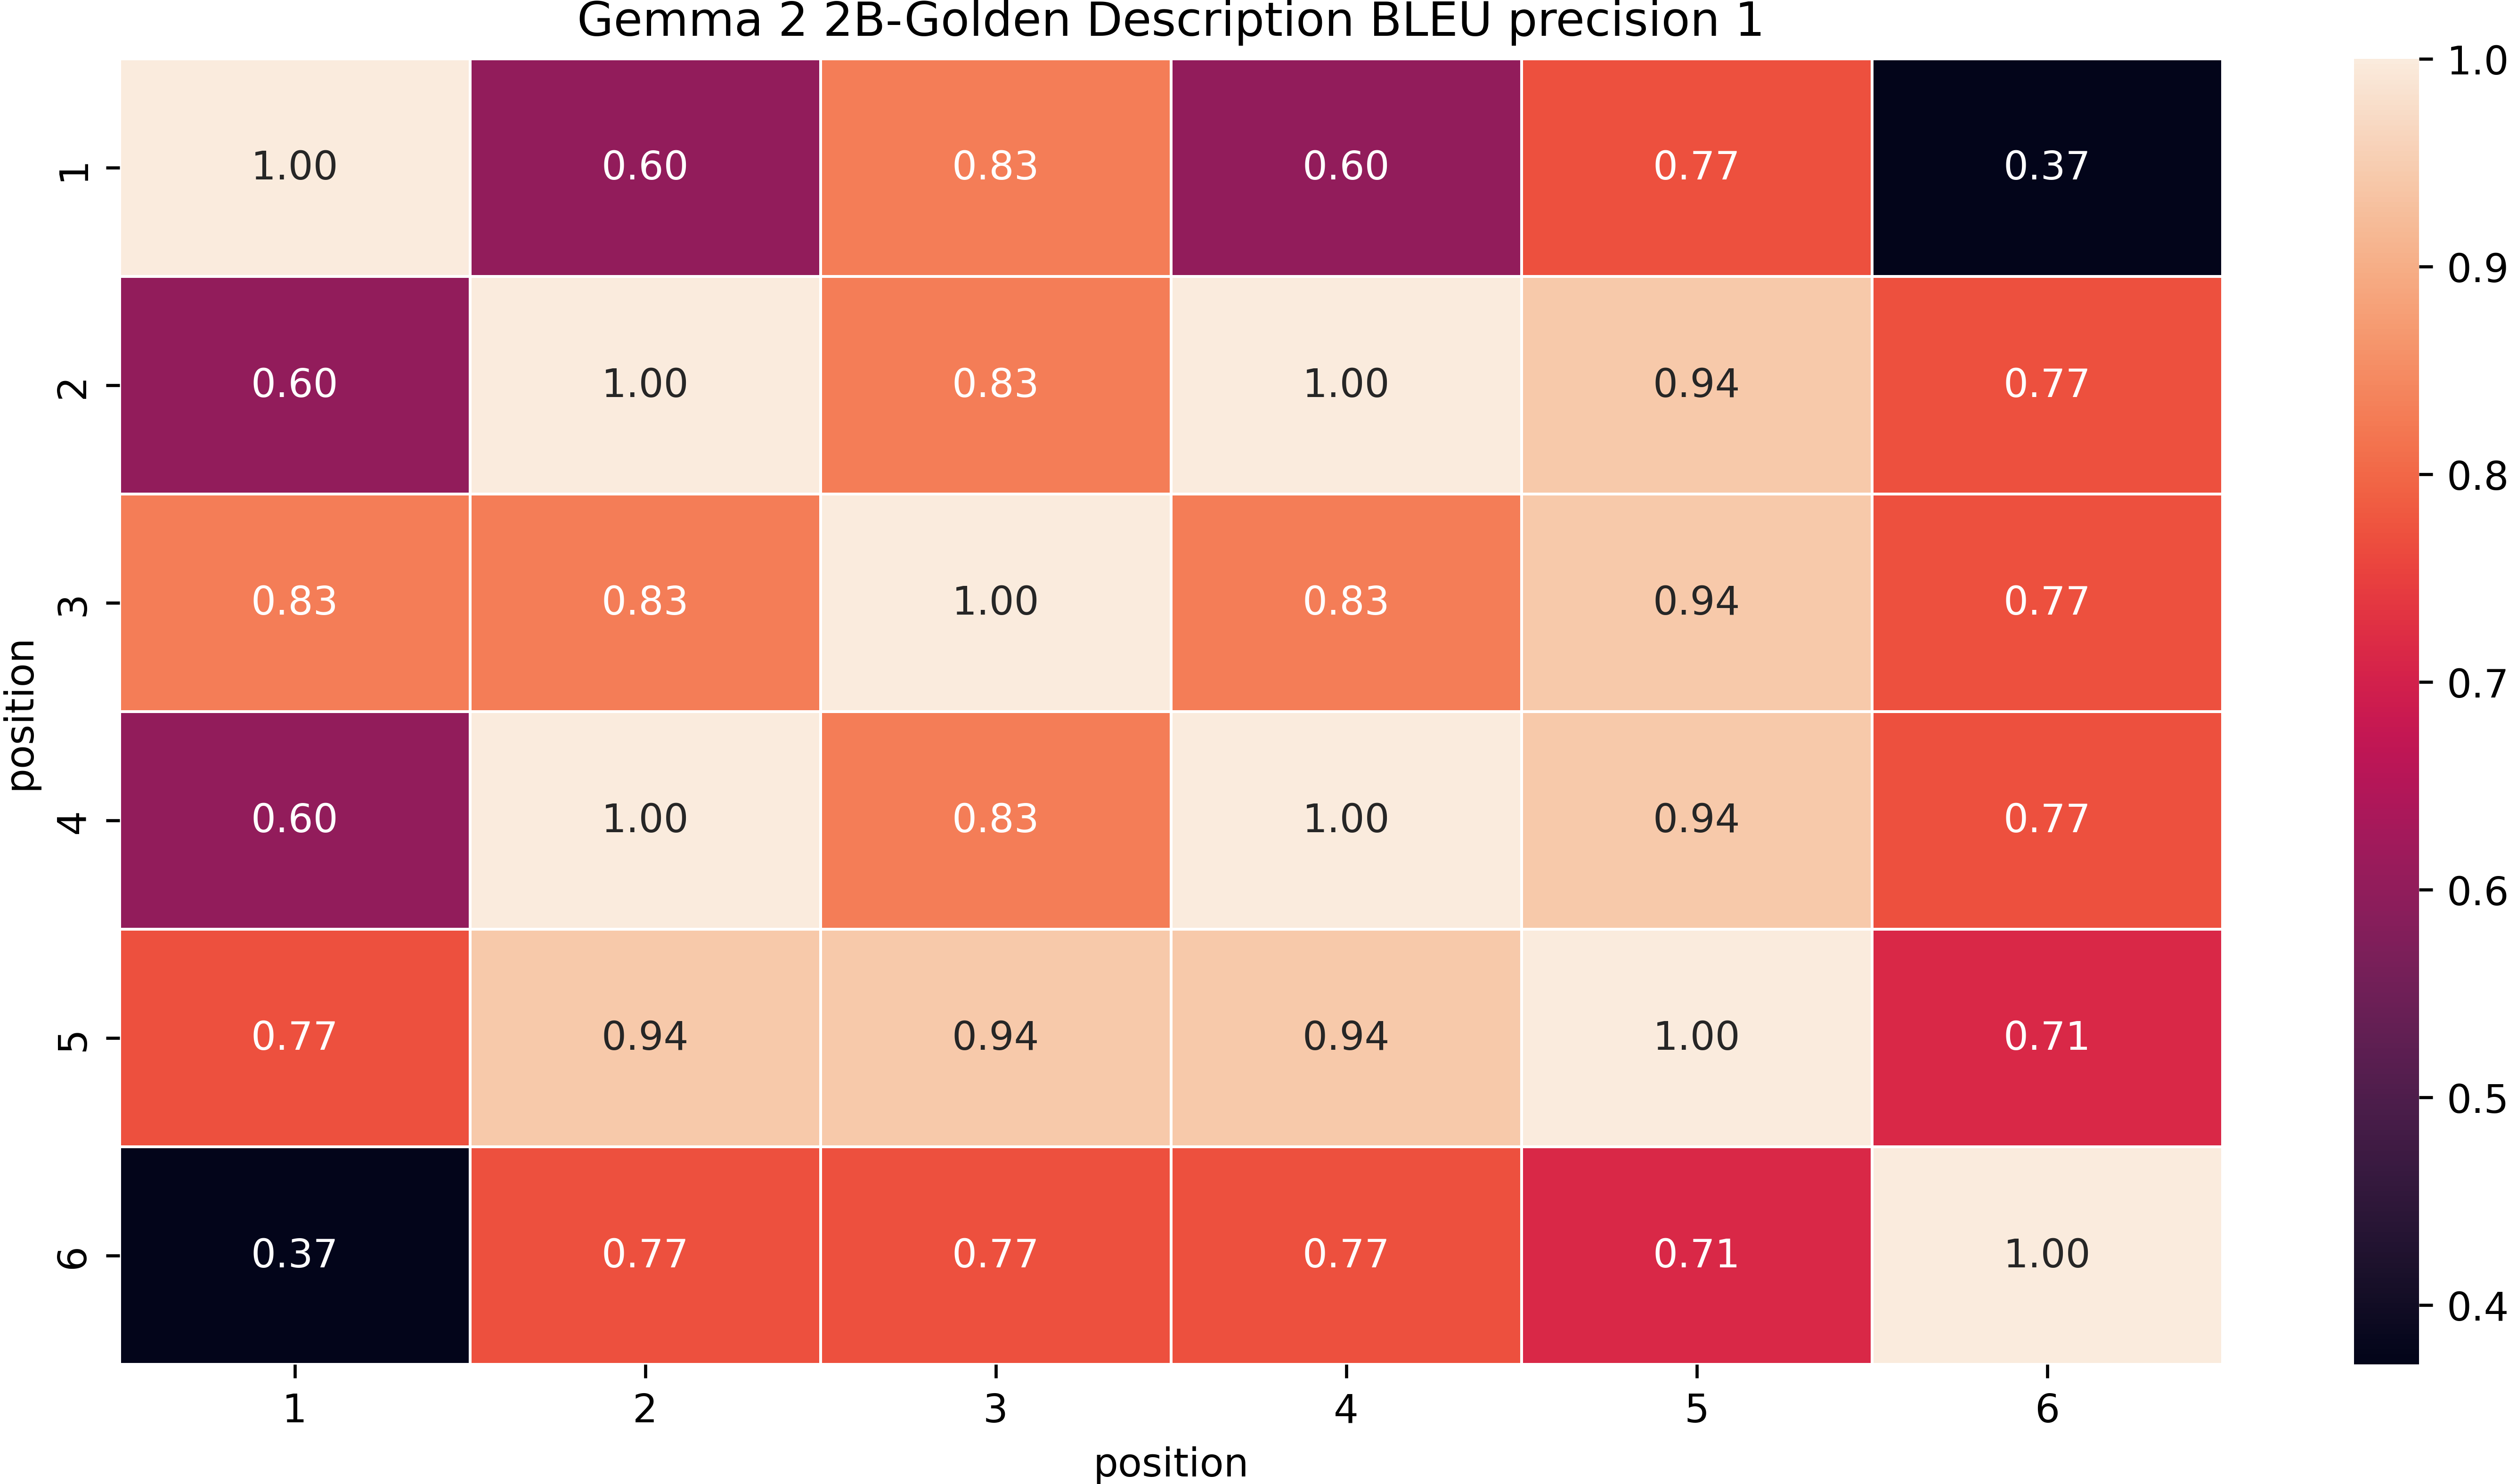 Gemma 2 2B-Golden Description BLEU precision 1
1 1.00 0.60 0.83 0.60 0.77 0.37
2 0.60 1.00 0.83 1.00 0.94 0.77
3 0.83 0.83 1.00 0.83 0.94 0.77
4 0.60 1.00 0.83 1.00 0.94 0.77
5 0.77 0.94 0.94 0.94 1.00 0.71
6 0.37 0.77 0.77 0.77 0.71 1.00
1 2 3 4 5 6
position
position
1.0
0.9
0.8
0.7
0.6
0.5
0.4